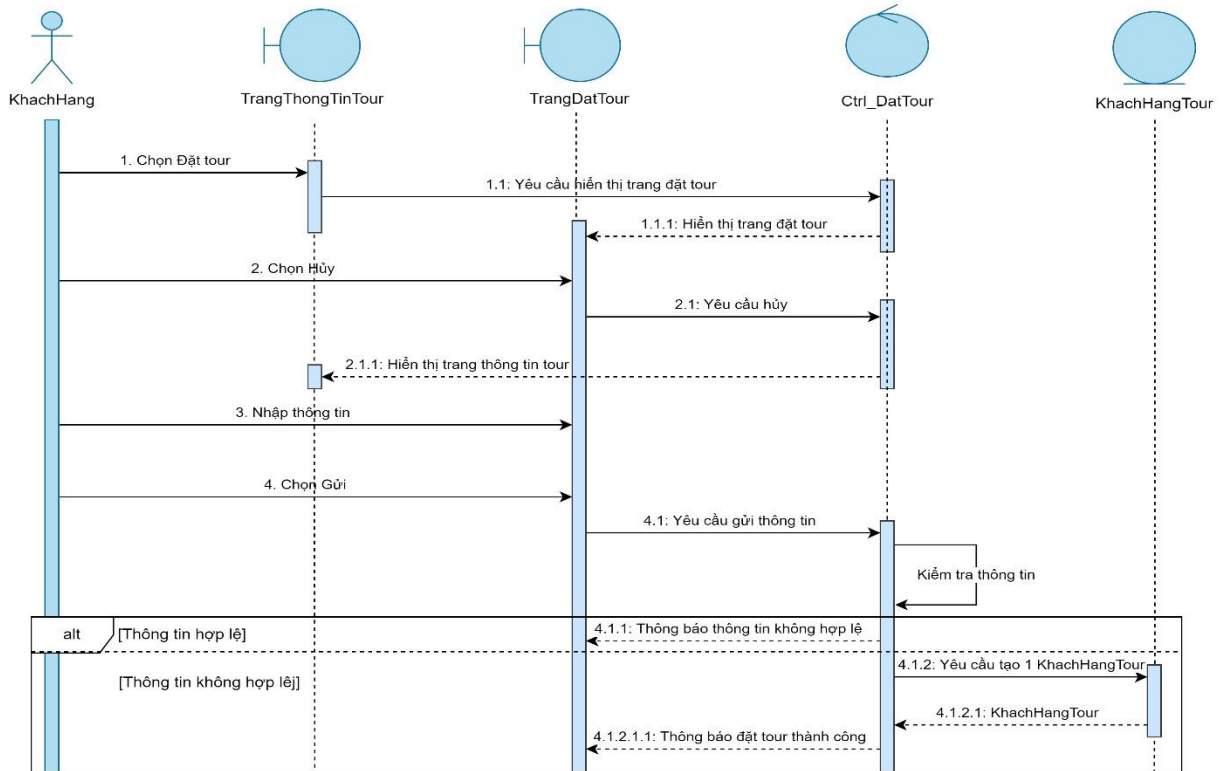 KhachHang
TrangThongTinTour
TrangDatTour
Ctrl_DatTour
KhachHangTour
1. Chọn Đặt tour
1.1: Yêu cầu hiển thị trang đặt tour
1.1.1: Hiển thị trang đặt tour
2. Chọn Hủy
2.1: Yêu cầu hủy
2.1.1: Hiển thị trang thông tin tour
3. Nhập thông tin
4. Chọn Gửi
4.1: Yêu cầu gửi thông tin
Kiểm tra thông tin
alt
[Thông tin hợp lệ]
4.1.1: Thông báo thông tin không hợp lệ
4.1.2: Yêu cầu tạo 1 KhachHangTour
[Thông tin không hợp lêj]
4.1.2.1: KhachHangTour
4.1.2.1.1: Thông báo đặt tour thành công